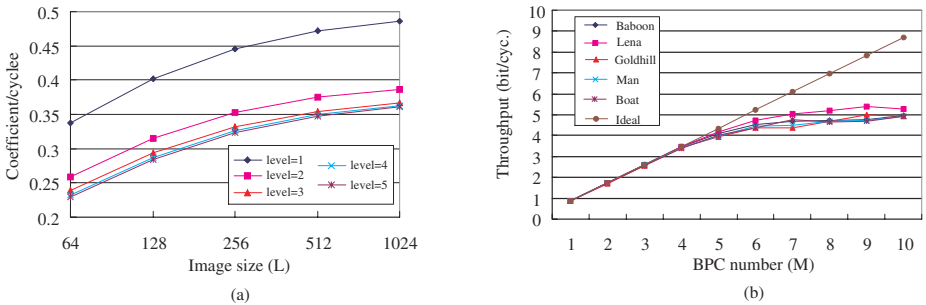 0.5
0.45
0.4
0.35
0.3
0.25
0.2
Coefficient/cyclee
level=1
level=2
level=3
level=4
level=5
64 128 256 512 1024
Image size (L)
(a)
10
9
8
7
6
5
4
3
2
1
0
Throughput (bit/cyc.)
Baboon
Lena
Goldhill
Man
Boat
Ideal
1 2 3 4 5 6 7 8 9 10
BPC number (M)
(b)